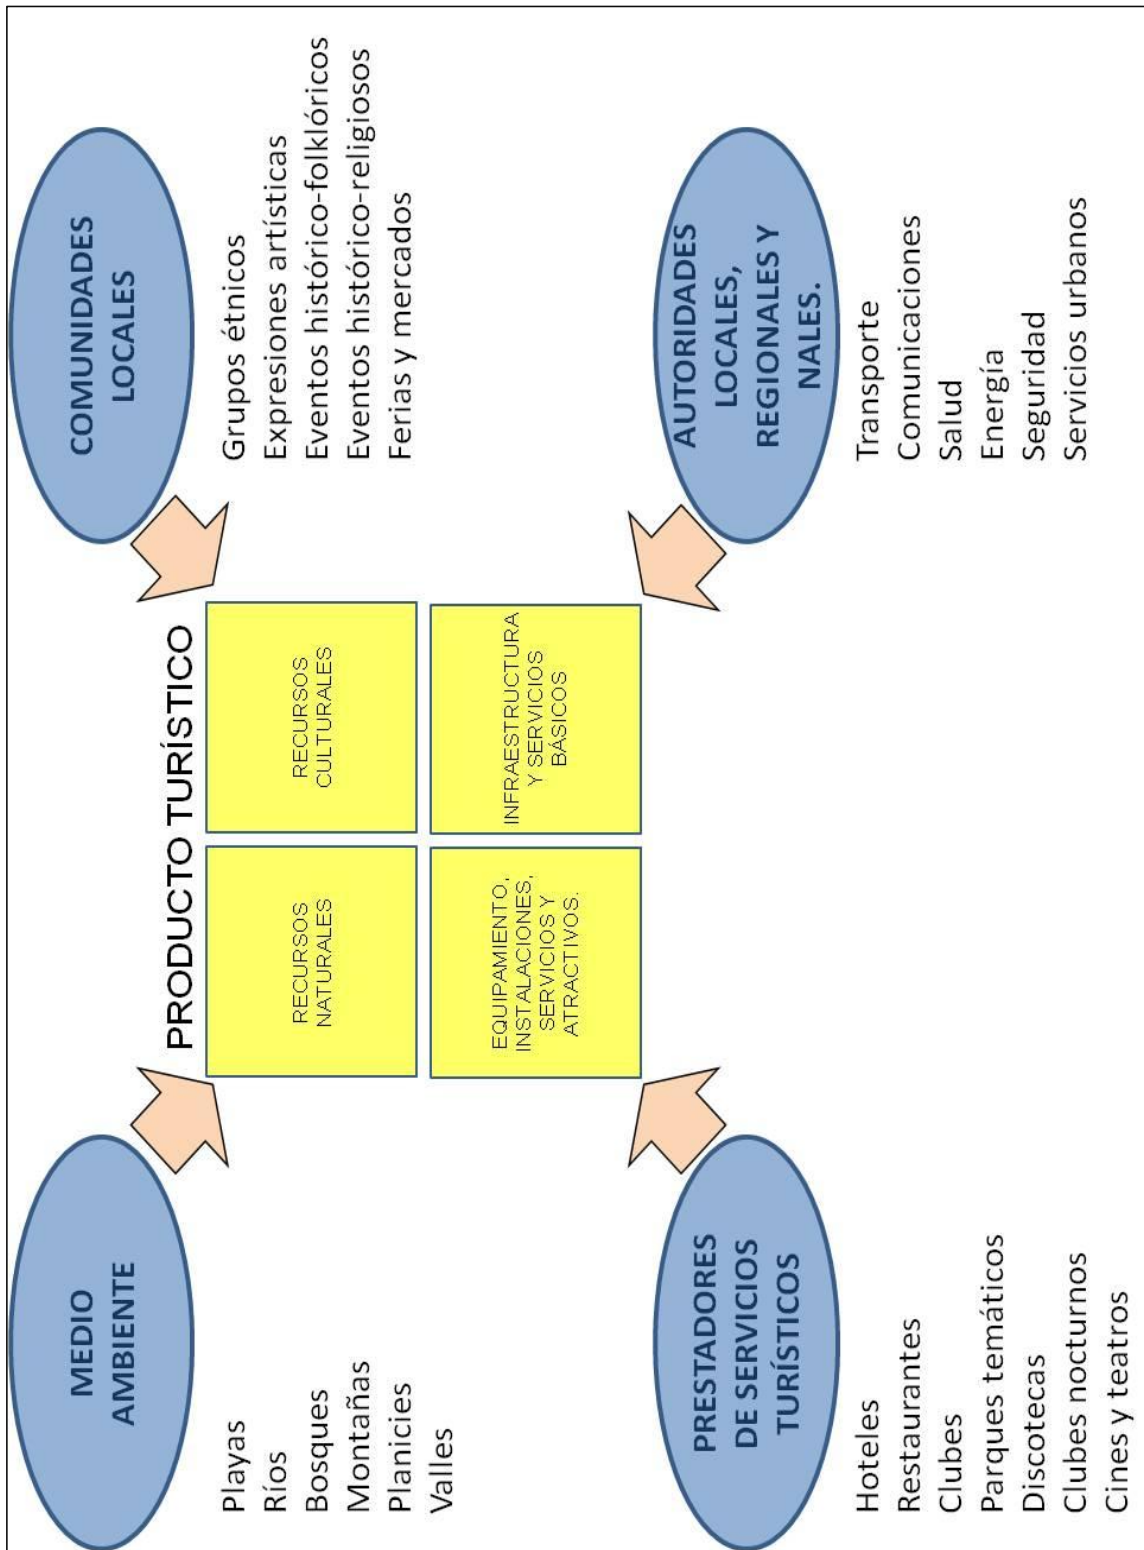 MEDIO
AMBIENTE
Playas
Ríos
Bosques
Montañas
Planicies
Valles
PRODUCTO TURÍSTICO
RECURSOS
NATURALES
RECURSOS
CULTURALES
EQUIPAMIENTO,
INSTALACIONES,
SERVICIOS Y
ATRACTIVOS.
INFRAESTRUCTURA
Y SERVICIOS
BÁSICOS
COMUNIDADES
LOCALES
Grupos étnicos
Expresiones artísticas
Eventos histórico-folklóricos
Eventos histórico-religiosos
Ferias y mercados
PRESTADORES
DE SERVICIOS
TURÍSTICOS
Hoteles
Restaurantes
Clubes
Parques temáticos
Discotecas
Clubes nocturnos
Cines y teatros
AUTORIDADES
LOCALES,
REGIONALES Y
NALES.
Transporte
Comunicaciones
Salud
Energía
Seguridad
Servicios urbanos